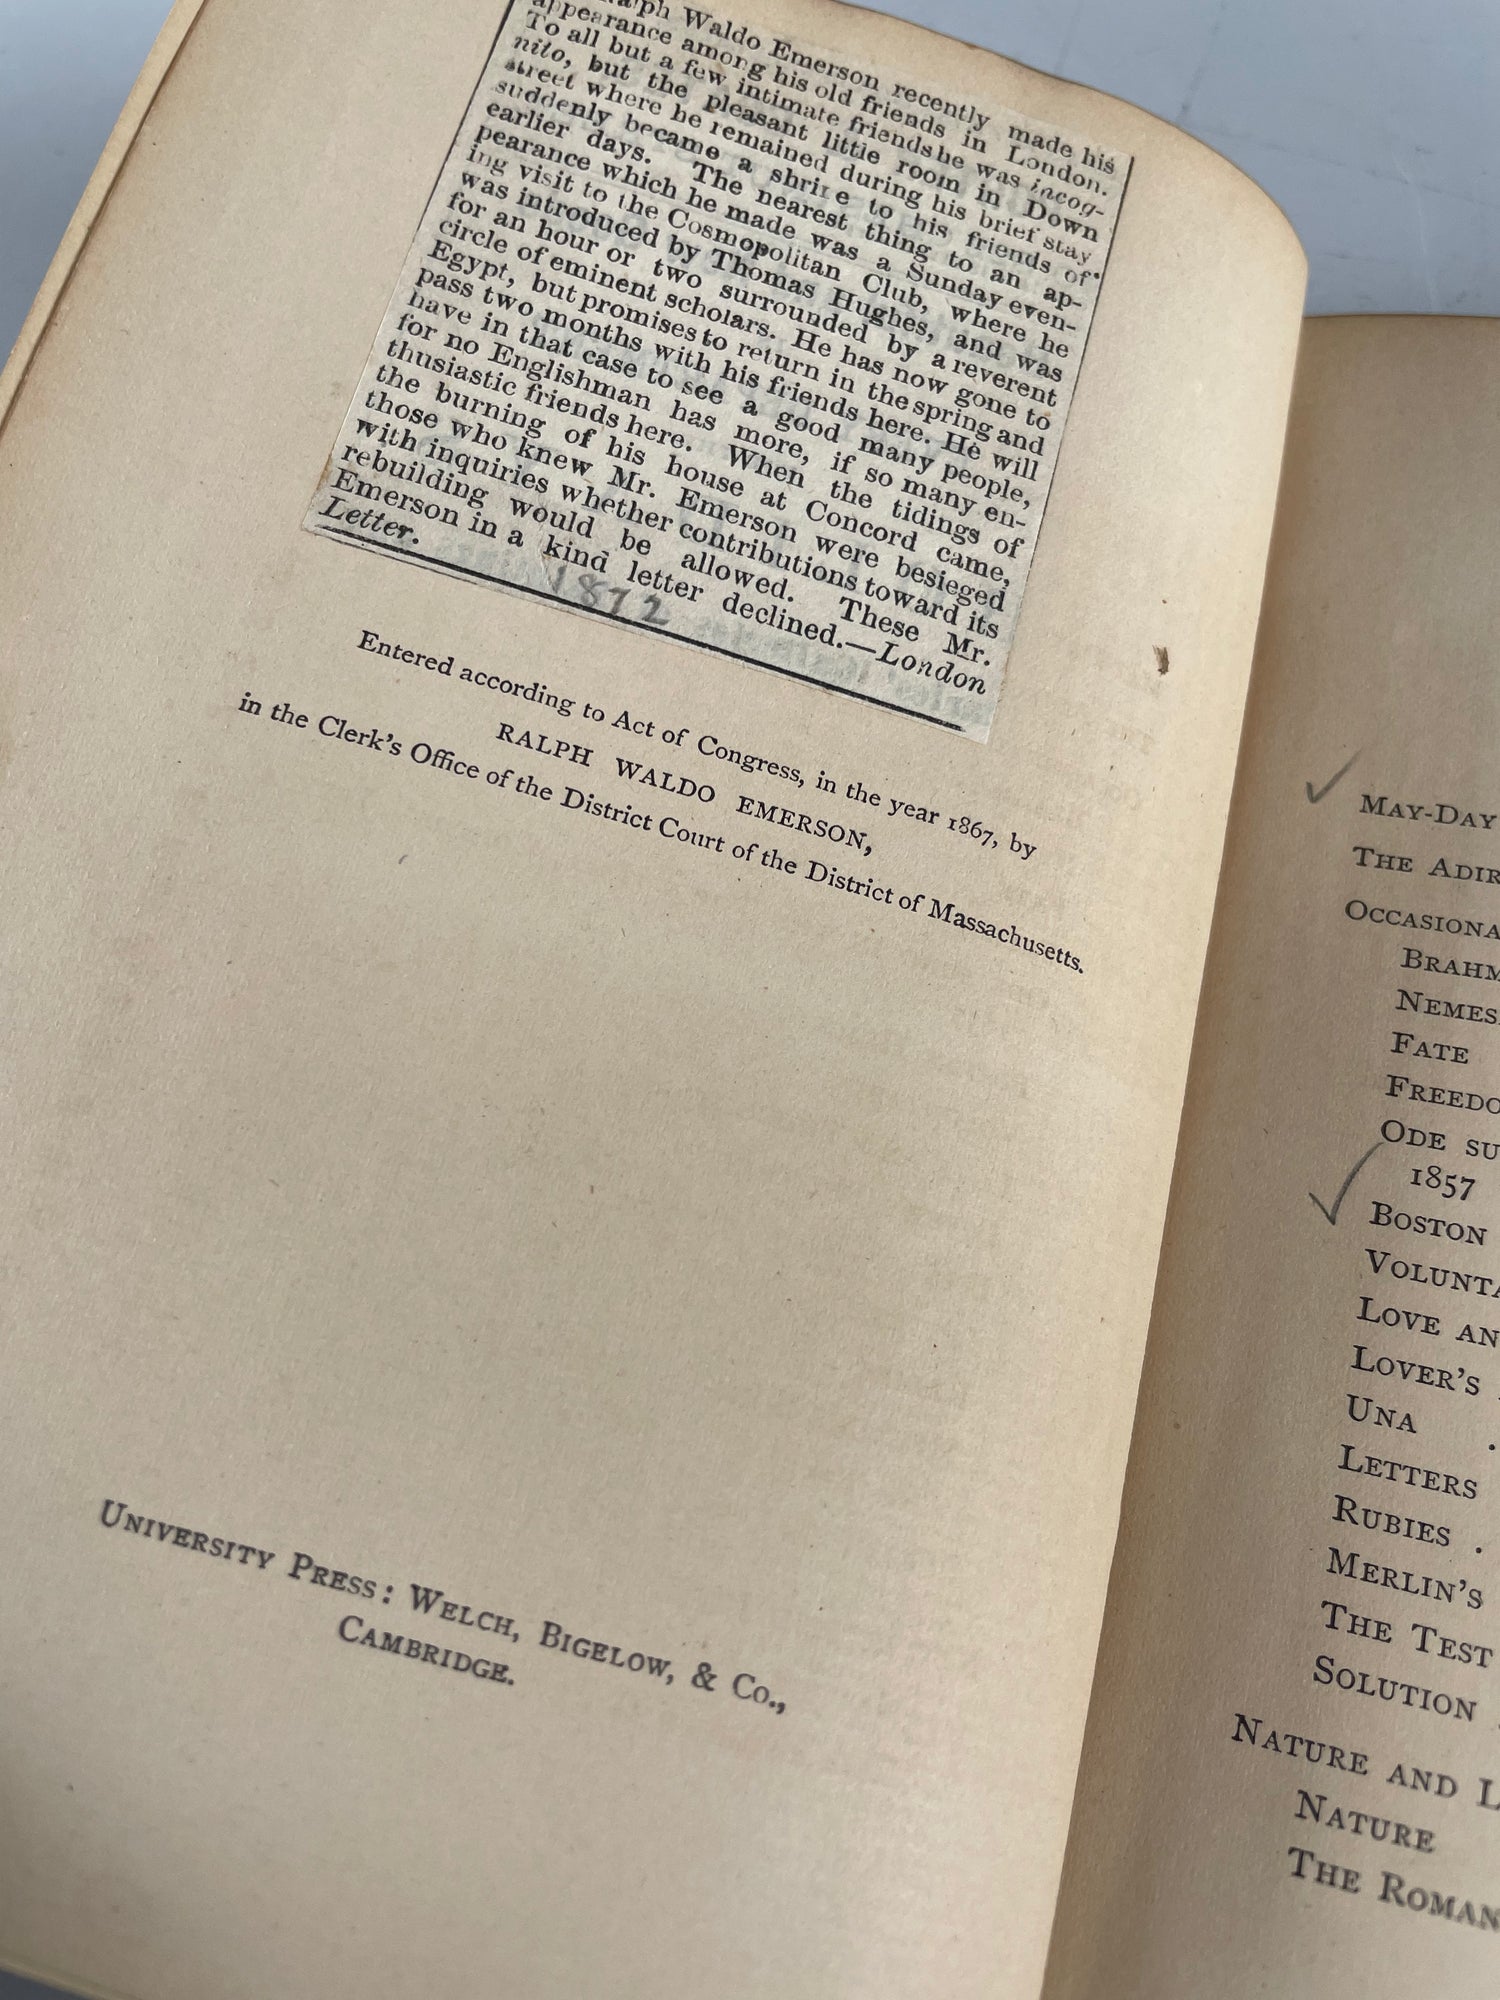 Ralph Waldo Emerson recently made his
appearance among his old friends in London.
To all but a few intimate friends he was incog-
nito, but the pleasant little room in Down
street where he remained during his brief stay
suddenly became a shrine to his friends of
earlier days. The nearest thing to an ap-
pearance which he made was a Sunday even-
ing visit to the Cosmopolitan Club, where he
was introduced by Thomas Hughes, and was
for an hour or two surrounded by a reverent
circle of eminent scholars. He has now gone to
Egypt, but promises to return in the spring and
pass two months with his friends here. He will
have in that case to see a good many people,
for no Englishman has more, if so many en-
thusiastic friends here. When the tidings of
the burning of his house at Concord came,
those who knew Mr. Emerson were besieged
with inquiries whether contributions toward its
rebuilding would be allowed. These Mr.
Emerson in a kind letter declined.—London
Letter.
1872
Entered according to Act of Congress, in the year 1867, by
RALPH WALDO EMERSON,
in the Clerk's Office of the District Court of the District of Massachusetts.
UNIVERSITY PRESS: WELCH, BIGELOW, & CO.,
CAMBRIDGE.
MAY-DAY
THE ADIR
OCCASIONA
BRAHM
NEMES
FATE
FREEDO
ODE SU
1857
BOSTON
VOLUNTA
LOVE AN
LOVER'S
UNA .
LETTERS
RUBIES .
MERLIN'S
THE TEST
SOLUTION
NATURE AND L
NATURE
THE ROMAN